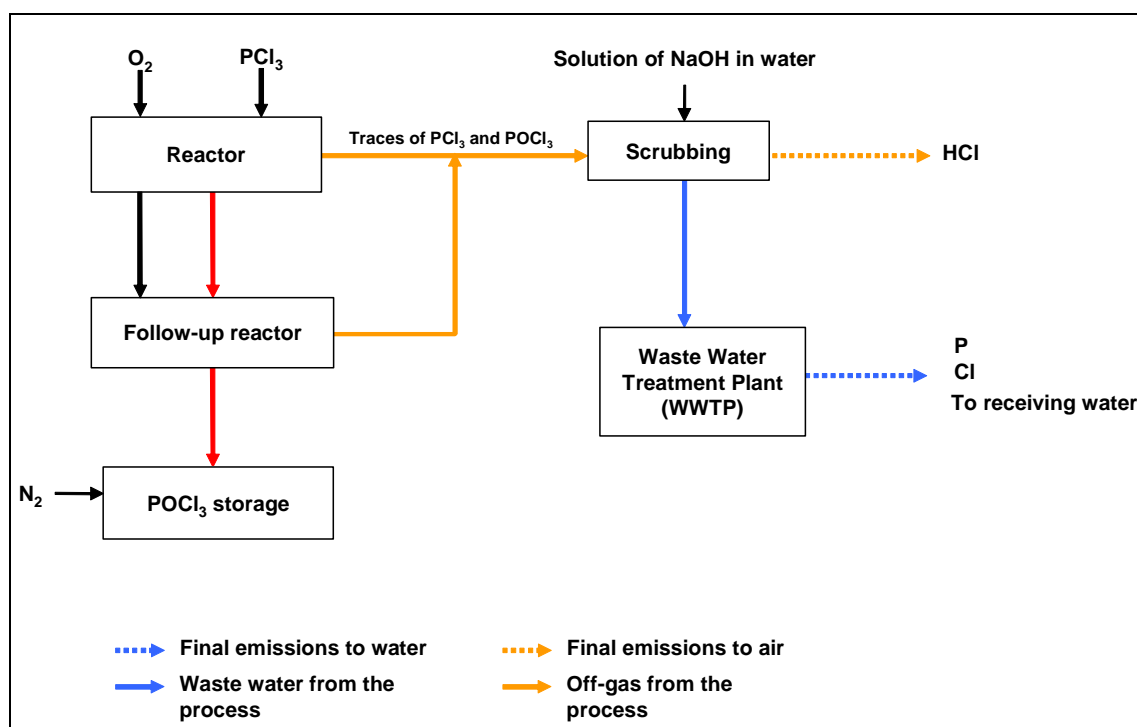 O₂
PCl₃
Solution of NaOH in water
Reactor
Traces of PCl₃ and POCl₃
Scrubbing
HCl
Follow-up reactor
Waste Water
Treatment Plant
(WWTP)
P
Cl
To receiving water
N₂
POCl₃ storage
Final emissions to water
Final emissions to air
Waste water from the
process
Off-gas from the
process